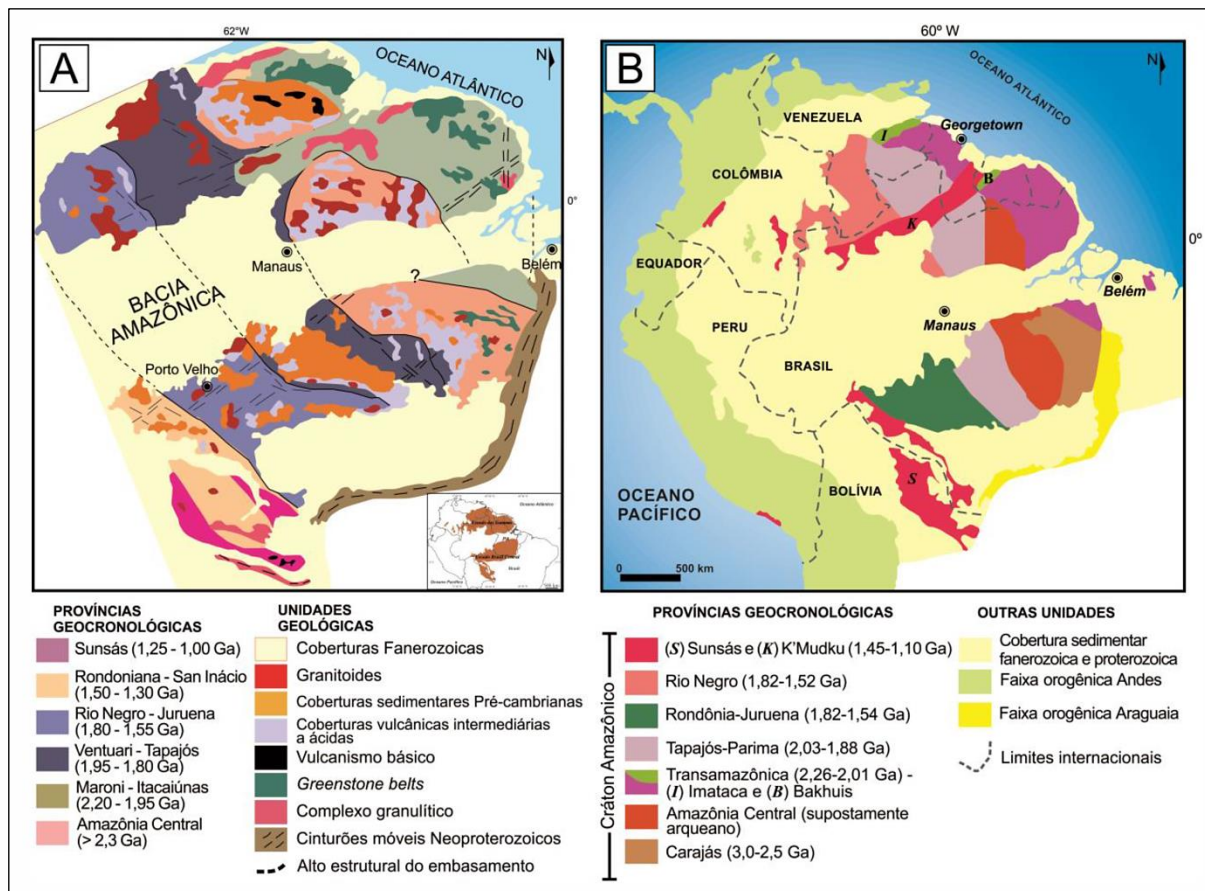 62°W
A
N
OCEANO ATLÂNTICO
0°
Manaus
Belém
?
BACIA
AMAZÔNICA
Porto Velho
PROVÍNCIAS
GEOCRONOLÓGICAS
Sunsás (1,25 - 1,00 Ga)
Rondoniana - San Inácio
(1,50 - 1,30 Ga)
Rio Negro - Juruena
(1,80 - 1,55 Ga)
Ventuari - Tapajós
(1,95 - 1,80 Ga)
Maroni - Itacaiúnas
(2,20 - 1,95 Ga)
Amazônia Central
(> 2,3 Ga)
UNIDADES
GEOLÓGICAS
Coberturas Fanerozoicas
Granitoides
Coberturas sedimentares Pré-cambrianas
Coberturas vulcânicas intermediárias
a ácidas
Vulcanismo básico
Greenstone belts
Complexo granulítico
Cinturões móveis Neoproterozoicos
Alto estrutural do embasamento
60º W
B
N
OCEANO ATLÂNTICO
VENEZUELA
I
Georgetown
COLÔMBIA
B
K
0º
EQUADOR
Belém
Manaus
PERU
BRASIL
OCEANO
PACÍFICO
BOLÍVIA
S
0
500 km
PROVÍNCIAS GEOCRONOLÓGICAS
Cráton Amazônico
(S) Sunsás e (K) K'Mudku (1,45-1,10 Ga)
Rio Negro (1,82-1,52 Ga)
Rondônia-Juruena (1,82-1,54 Ga)
Tapajós-Parima (2,03-1,88 Ga)
Transamazônica (2,26-2,01 Ga) -
(I) Imataca e (B) Bakhuis
Amazônia Central (supostamente
arqueano)
Carajás (3,0-2,5 Ga)
OUTRAS UNIDADES
Cobertura sedimentar
fanerozoica e proterozoica
Faixa orogênica Andes
Faixa orogênica Araguaia
Limites internacionais